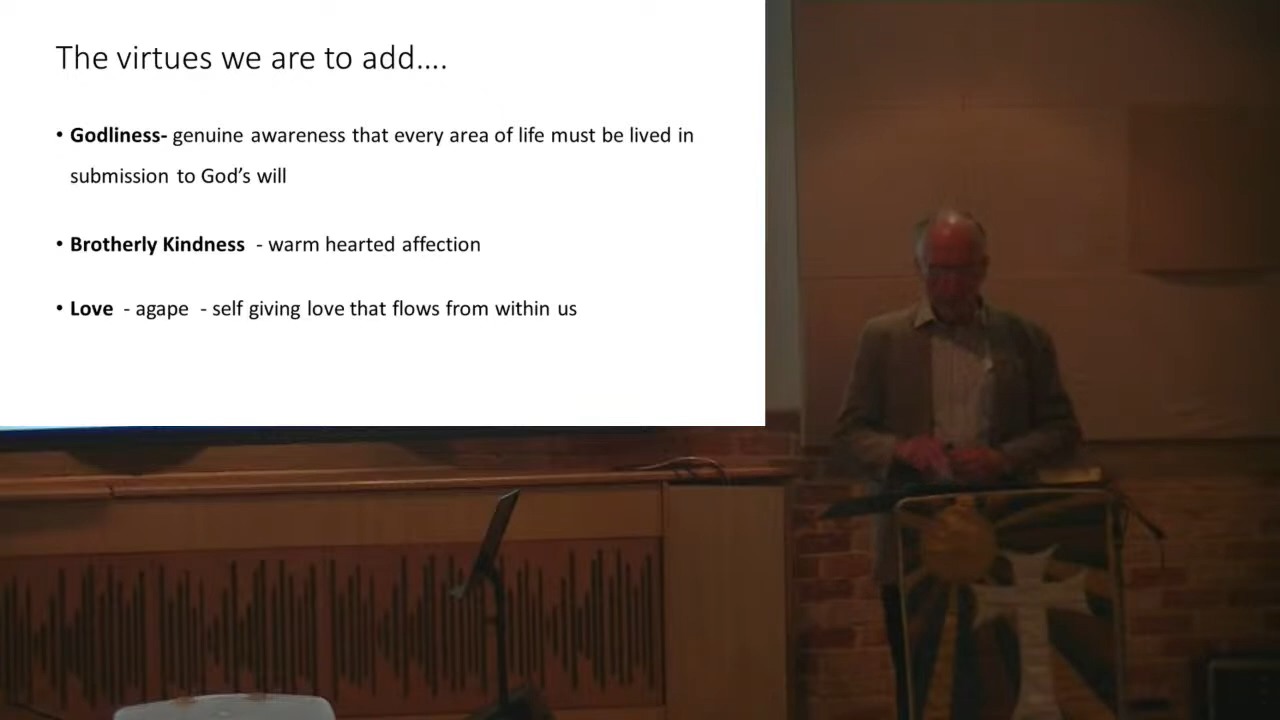 The virtues we are to add....
• Godliness- genuine awareness that every area of life must be lived in
submission to God’s will
• Brotherly Kindness - warm hearted affection
• Love - agape - self giving love that flows from within us